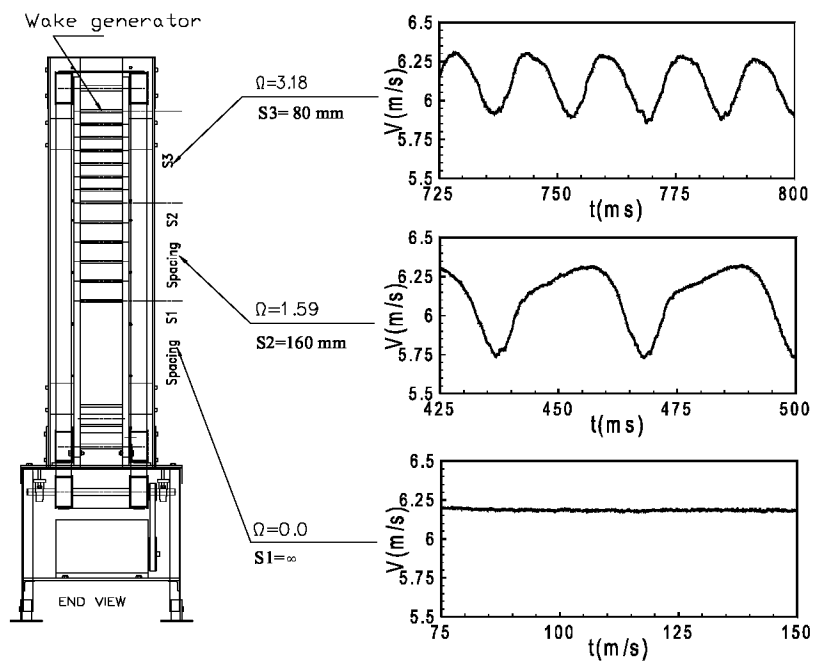 Wake generator
Ω=3.18
S3= 80 mm
S3
S2
Spacing
Ω=1.59
S2=160 mm
S1
Spacing
Ω=0.0
S1=∞
END VIEW
V(m/s)
6.5
6.25
6
5.75
5.5
725 750 775 800
t(ms)
V(m/s)
6.5
6.25
6
5.75
5.5
425 450 475 500
t(ms)
V(m/s)
6.5
6.25
6
5.75
5.5
75 100 125 150
t(m/s)